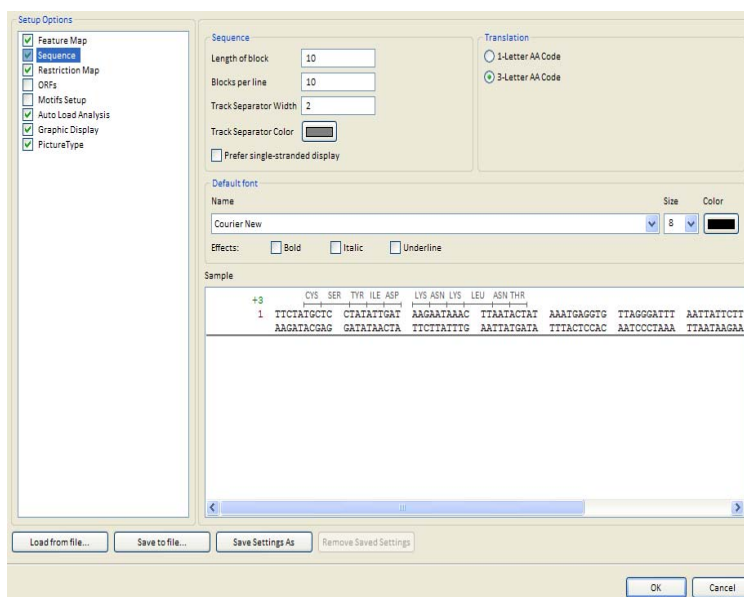 Setup Options
Feature Map
Sequence
Restriction Map
ORFs
Motifs Setup
Auto Load Analysis
Graphic Display
PictureType
Sequence
Length of block 10
Blocks per line 10
Track Separator Width 2
Track Separator Color
Prefer single-stranded display
Translation
1-Letter AA Code
3-Letter AA Code
Default font
Name Size Color
Courier New 8
Effects: Bold Italic Underline
Sample
+3 CYS SER TYR ILE ASP LYS ASN LYS LEU ASN THR
1 TTCTATGCTC CTATATTGAT AAGAATAAAC TTAATACTAT AAATGAGGTG TTAGGGATTT AATTATTCTT
AAGATACGAG GATATAACTA TTCTTATTTG AATTATGATA TTTACTCCAC AATCCCTAAA TTAATAAGAA
Load from file... Save to file... Save Settings As Remove Saved Settings
OK Cancel